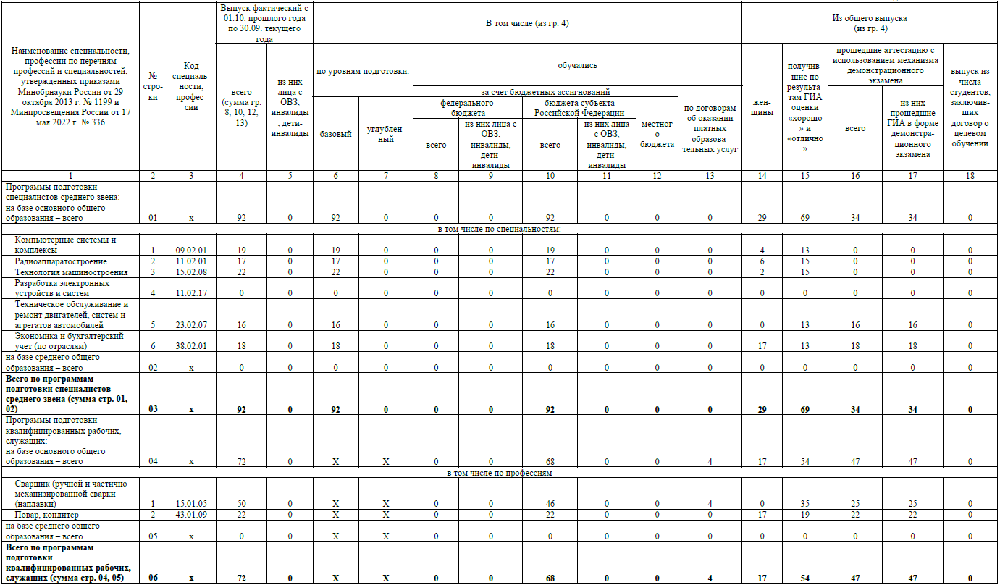 Наименование специальности,
профессии по перечням
профессий и специальностей,
утвержденных приказами
Минобрнауки России от 29
октября 2013 г. № 1199 и
Минпросвещения России от 17
мая 2022 г. № 336
№
стро-
ки
Код
специаль-
ности,
профес-
сии
Выпуск фактический с
01.10. прошлого года
по 30.09. текущего
года
всего
(сумма гр.
8, 10, 12,
13)
из них
лица с
ОВЗ,
инвалиды
, дети-
инвалиды
В том числе (из гр. 4)
по уровням подготовки:
базовый
углублен-
ный
обучались
за счет бюджетных ассигнований
федерального
бюджета
всего
из них лица с
ОВЗ,
инвалиды,
дети-
инвалиды
бюджета субъекта
Российской Федерации
всего
из них лица
с ОВЗ,
инвалиды,
дети-
инвалиды
местног
о
бюджета
по договорам
об оказании
платных
образова-
тельных услуг
Из общего выпуска
(из гр. 4)
жен-
щины
получив-
шие по
результа-
там ГИА
оценки
«хорошо
» и
«отлично
»
прошедшие аттестацию с
использованием механизма
демонстрационного
экзамена
всего
из них
прошедшие
ГИА в форме
демонстра-
ционного
экзамена
выпуск из
числа
студентов,
заключив-
ших
договор о
целевом
обучении
1 2 3 4 5 6 7 8 9 10 11 12 13 14 15 16 17 18
Программы подготовки
специалистов среднего звена:
на базе основного общего
образования – всего 01 х 92 0 92 0 0 0 92 0 0 0 29 69 34 34 0
в том числе по специальностям:
Компьютерные системы и
комплексы 1 09.02.01 19 0 19 0 0 0 19 0 0 0 4 13 0 0 0
Радиоаппаратостроение 2 11.02.01 17 0 17 0 0 0 17 0 0 0 6 15 0 0 0
Технология машиностроения 3 15.02.08 22 0 22 0 0 0 22 0 0 0 2 15 0 0 0
Разработка электронных
устройств и систем 4 11.02.17 0 0 0 0 0 0 0 0 0 0 0 0 0 0 0
Техническое обслуживание и
ремонт двигателей, систем и
агрегатов автомобилей 5 23.02.07 16 0 16 0 0 0 16 0 0 0 0 13 16 16 0
Экономика и бухгалтерский
учет (по отраслям) 6 38.02.01 18 0 18 0 0 0 18 0 0 0 17 13 18 18 0
на базе среднего общего
образования – всего 02 х 0 0 0 0 0 0 0 0 0 0 0 0 0 0 0
Всего по программам
подготовки специалистов
среднего звена (сумма стр. 01,
02) 03 х 92 0 92 0 0 0 92 0 0 0 29 69 34 34 0
Программы подготовки
квалифицированных рабочих,
служащих:
на базе основного общего
образования – всего 04 х 72 0 Х Х 0 0 68 0 0 4 17 54 47 47 0
в том числе по профессиям
Сварщик (ручной и частично
механизированной сварки
(наплавки) 1 15.01.05 50 0 Х Х 0 0 46 0 0 4 0 35 25 25 0
Повар, кондитер 2 43.01.09 22 0 Х Х 0 0 22 0 0 0 17 19 22 22 0
на базе среднего общего
образования – всего 05 х 0 0 Х Х 0 0 0 0 0 0 0 0 0 0 0
Всего по программам
подготовки
квалифицированных рабочих,
служащих (сумма стр. 04, 05) 06 х 72 0 Х Х 0 0 68 0 0 4 17 54 47 47 0